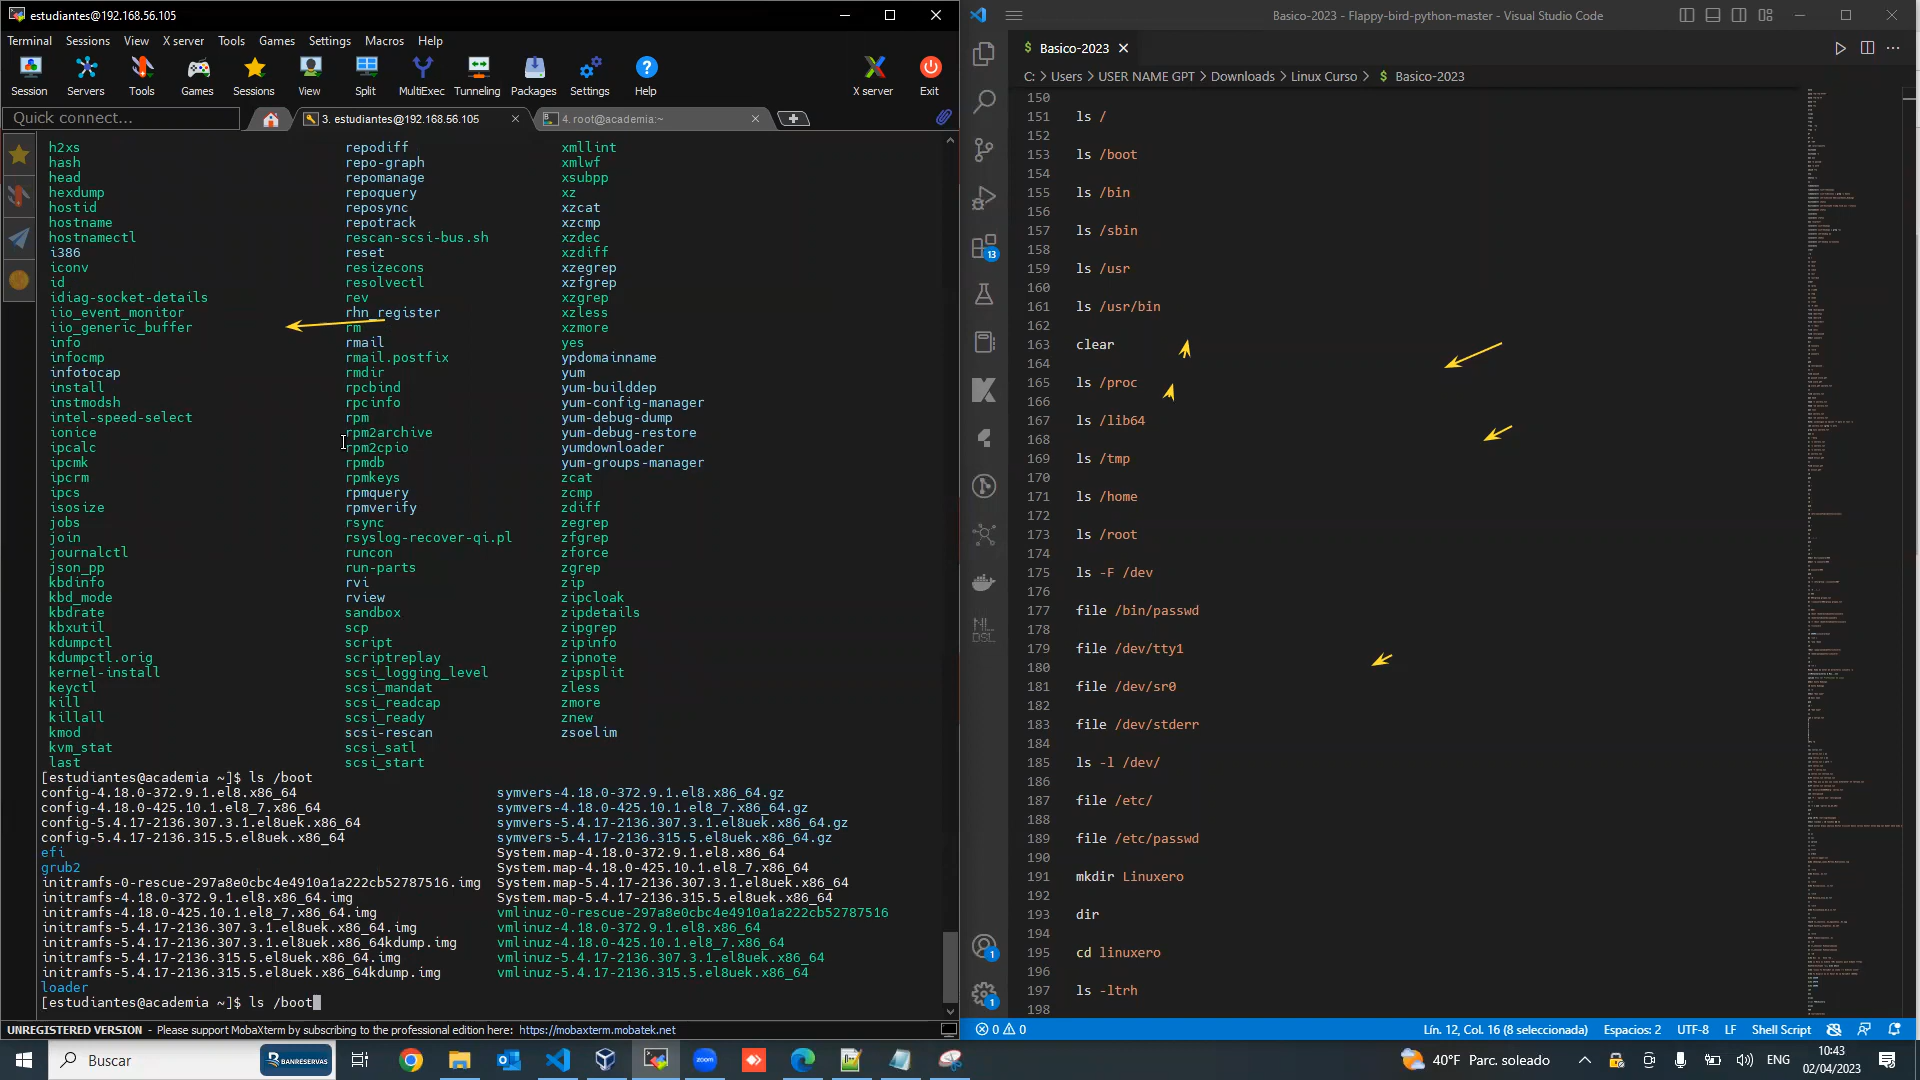 estudiantes@192.168.56.105
Terminal Sessions View X server Tools Games Settings Macros Help
Session Servers Tools Games Sessions View Split MultiExec Tunneling Packages Settings Help X server Exit
Quick connect...
3. estudiantes@192.168.56.105
4. root@academia:~
h2xs repodiff xmllint
hash repo-graph xmlwf
head repomanage xsubpp
hexdump repoquery xz
hostid reposync xzcat
hostname repotrack xzcmp
hostnamectl rescan-scsi-bus.sh xzdec
i386 reset xzdiff
iconv resizecons xzegrep
id resolvectl xzfgrep
idiag-socket-details rev xzgrep
iio_event_monitor rhn_register xzless
iio_generic_buffer rm xzmore
info rmail yes
infocmp rmail.postfix ypdomainname
infotocap rmdir yum
install rpcbind yum-builddep
instmodsh rpcinfo yum-config-manager
intel-speed-select rpm yum-debug-dump
ionice rpm2archive yum-debug-restore
ipcalc rpm2cpio yumdownloader
ipcmk rpmdb yum-groups-manager
ipcrm rpmkeys zcat
ipcs rpmquery zcmp
isosize rpmverify zdiff
jobs rsync zegrep
join rsyslog-recover-qi.pl zfgrep
journalctl runcon zforce
json_pp run-parts zgrep
kbdinfo rvi zip
kbd_mode rview zipcloak
kbdrate sandbox zipdetails
kbxutil scp zipgrep
kdumpctl script zipinfo
kdumpctl.orig scriptreplay zipnote
kernel-install scsi_logging_level zipsplit
keyctl scsi_mandat zless
kill scsi_readcap zmore
killall scsi_ready znew
kmod scsi-rescan zsoelim
kvm_stat scsi_satl
last scsi_start
[estudiantes@academia ~]$ ls /boot
config-4.18.0-372.9.1.el8.x86_64 symvers-4.18.0-372.9.1.el8.x86_64.gz
config-4.18.0-425.10.1.el8_7.x86_64 symvers-4.18.0-425.10.1.el8_7.x86_64.gz
config-5.4.17-2136.307.3.1.el8uek.x86_64 symvers-5.4.17-2136.307.3.1.el8uek.x86_64.gz
config-5.4.17-2136.315.5.el8uek.x86_64 symvers-5.4.17-2136.315.5.el8uek.x86_64.gz
efi System.map-4.18.0-372.9.1.el8.x86_64
grub2 System.map-4.18.0-425.10.1.el8_7.x86_64
initramfs-0-rescue-297a8e0cbc4e4910a1a222cb52787516.img System.map-5.4.17-2136.307.3.1.el8uek.x86_64
initramfs-4.18.0-372.9.1.el8.x86_64.img System.map-5.4.17-2136.315.5.el8uek.x86_64
initramfs-4.18.0-425.10.1.el8_7.x86_64.img vmlinuz-0-rescue-297a8e0cbc4e4910a1a222cb52787516
initramfs-5.4.17-2136.307.3.1.el8uek.x86_64.img vmlinuz-4.18.0-372.9.1.el8.x86_64
initramfs-5.4.17-2136.307.3.1.el8uek.x86_64kdump.img vmlinuz-4.18.0-425.10.1.el8_7.x86_64
initramfs-5.4.17-2136.315.5.el8uek.x86_64.img vmlinuz-5.4.17-2136.307.3.1.el8uek.x86_64
initramfs-5.4.17-2136.315.5.el8uek.x86_64kdump.img vmlinuz-5.4.17-2136.315.5.el8uek.x86_64
loader
[estudiantes@academia ~]$ ls /boot
UNREGISTERED VERSION - Please support MobaXterm by subscribing to the professional edition here: https://mobaxterm.mobatek.net
Basico-2023 - Flappy-bird-python-master - Visual Studio Code
$ Basico-2023
C: > Users > USER NAME GPT > Downloads > Linux Curso > $ Basico-2023
150
151 ls /
152
153 ls /boot
154
155 ls /bin
156
157 ls /sbin
158
159 ls /usr
160
161 ls /usr/bin
162
163 clear
164
165 ls /proc
166
167 ls /lib64
168
169 ls /tmp
170
171 ls /home
172
173 ls /root
174
175 ls -F /dev
176
177 file /bin/passwd
178
179 file /dev/tty1
180
181 file /dev/sr0
182
183 file /dev/stderr
184
185 ls -l /dev/
186
187 file /etc/
188
189 file /etc/passwd
190
191 mkdir Linuxero
192
193 dir
194
195 cd linuxero
196
197 ls -ltrh
198
13
NL
DSL
1
1
0 0 Lín. 12, Col. 16 (8 seleccionada) Espacios: 2 UTF-8 LF Shell Script
Buscar
BANRESERVAS
zoom
40°F Parc. soleado
ENG
10:43
02/04/2023